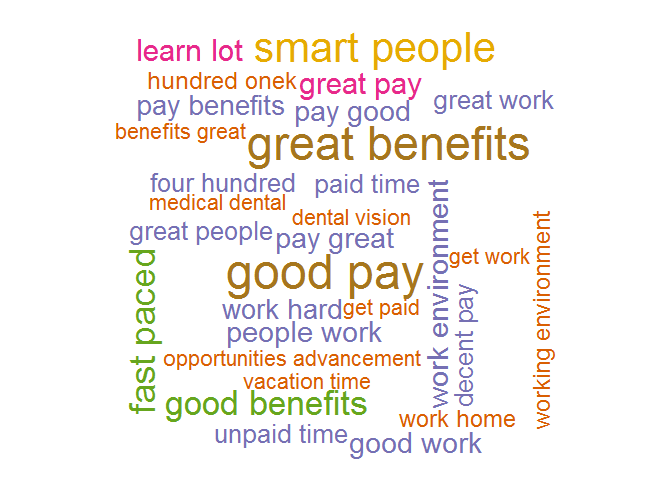 learn lot
smart people
hundred onek
great pay
pay benefits
pay good
great work
benefits great
great benefits
four hundred
paid time
medical dental
dental vision
great people
pay great
work environment
get work
working environment
fast paced
good pay
work hard
get paid
decent pay
people work
opportunities advancement
vacation time
good benefits
work home
unpaid time
good work